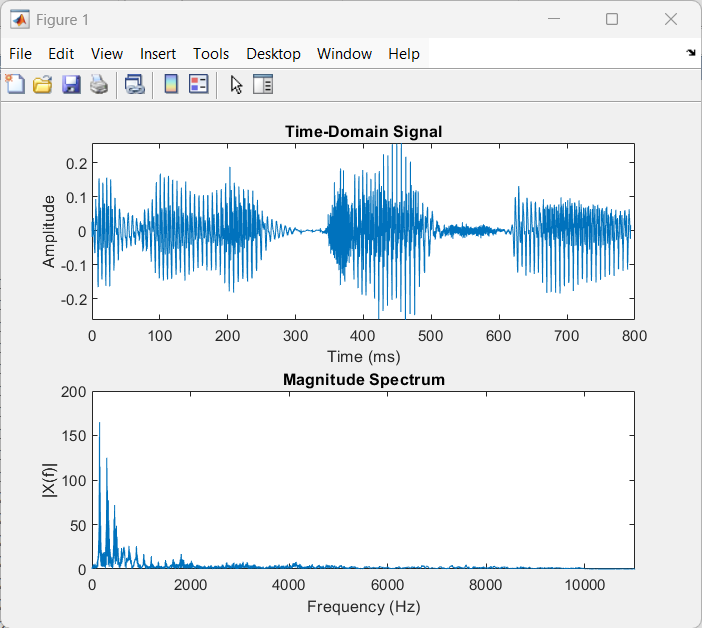 Figure 1
File Edit View Insert Tools Desktop Window Help
Time-Domain Signal
0.2
0.1
0
-0.1
-0.2
Amplitude
0 100 200 300 400 500 600 700 800
Time (ms)
Magnitude Spectrum
200
150
100
50
0
|X(f)|
0 2000 4000 6000 8000 10000
Frequency (Hz)